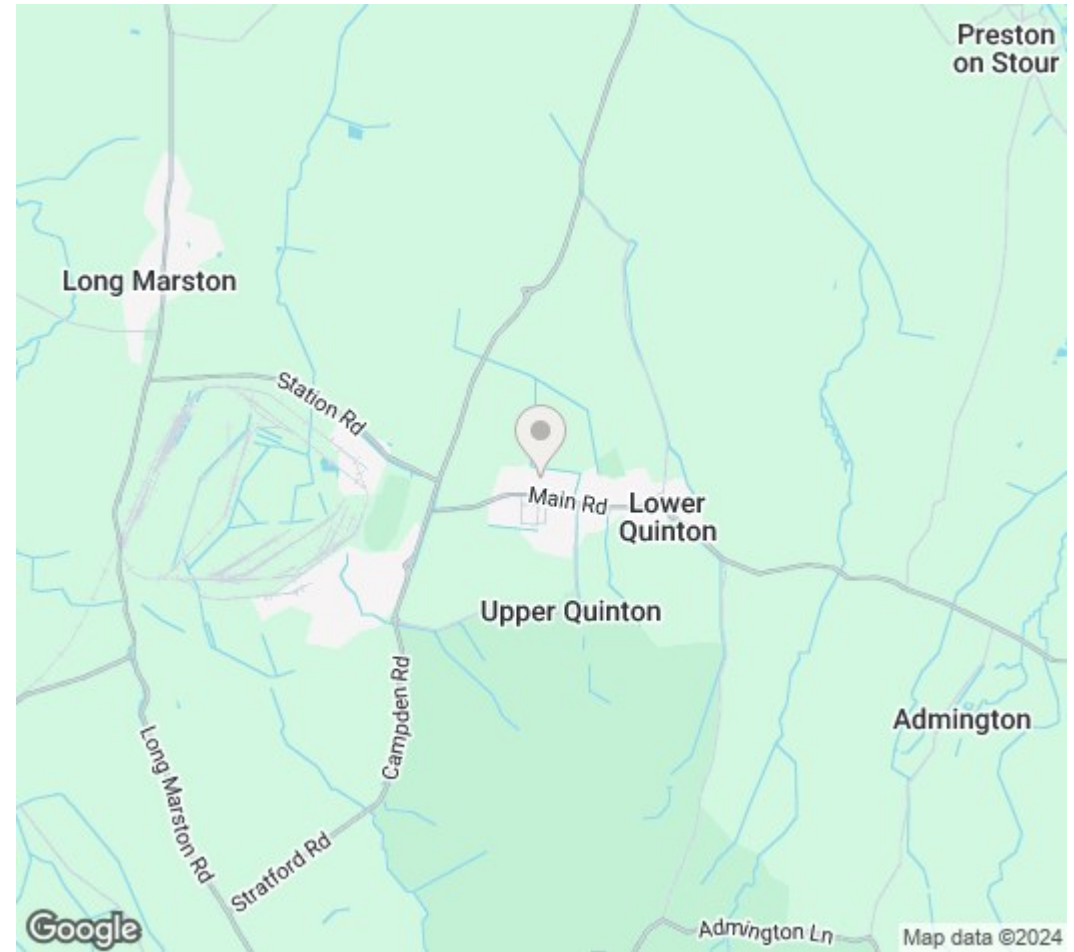 Preston
on Stour
Long Marston
Station Rd
Main Rd
Lower
Quinton
Upper Quinton
Campden Rd
Admington
Long Marston Rd
Stratford Rd
Admington Ln
Google
Map data ©2024